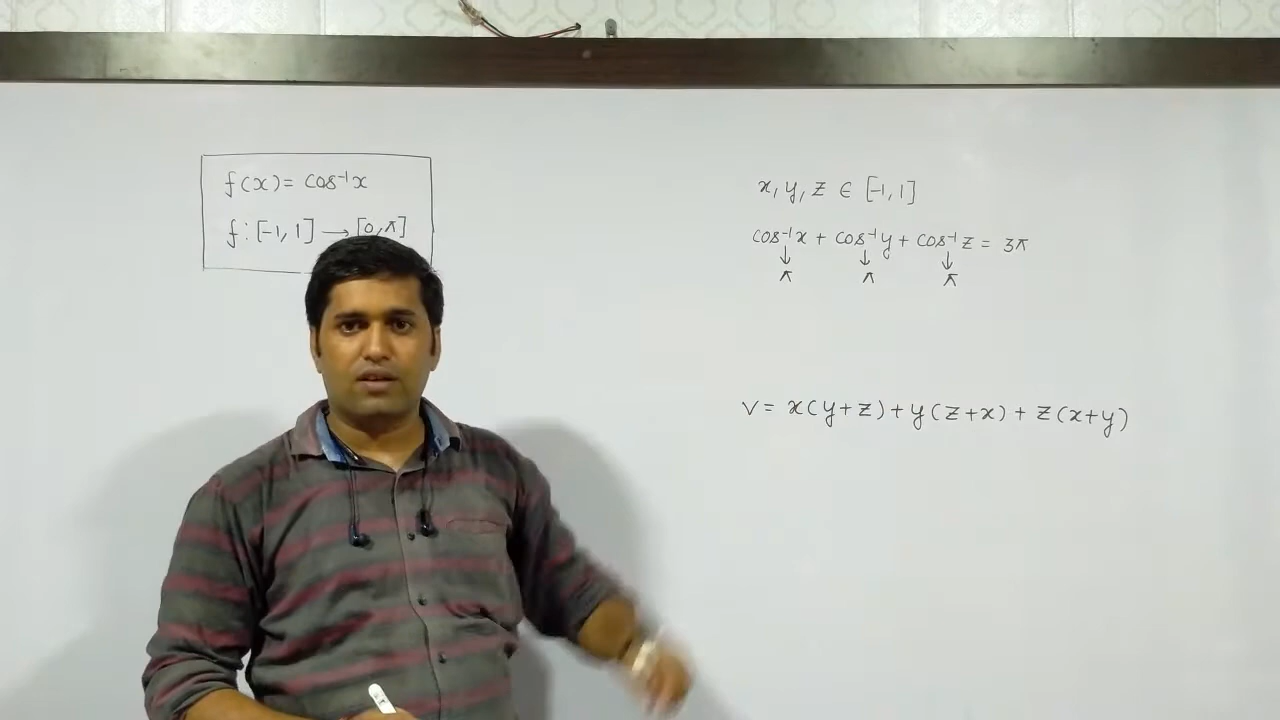 f(x) = cos⁻¹x
f : [-1, 1] → [0, π]
x, y, z ∈ [-1, 1]
cos⁻¹x + cos⁻¹y + cos⁻¹z = 3π
↓ ↓ ↓
π π π
v = x(y+z) + y(z+x) + z(x+y)